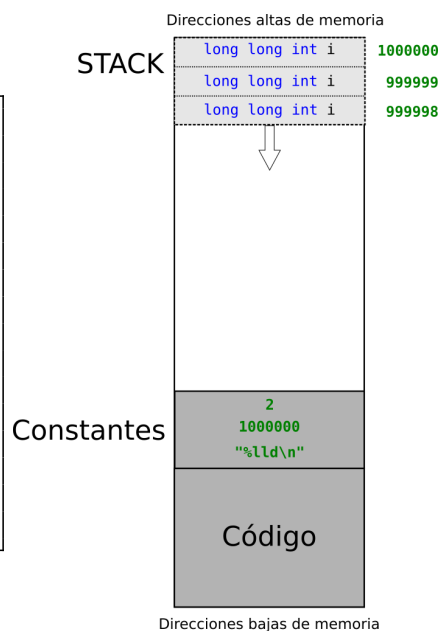 Direcciones altas de memoria
STACK
long long int i 1000000
long long int i 999999
long long int i 999998
Constantes
2
1000000
"%lld\n"
Código
Direcciones bajas de memoria